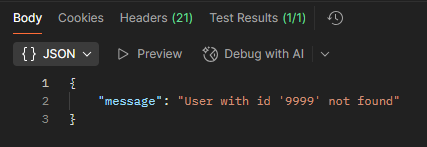 Body Cookies Headers (21) Test Results (1/1)
{} JSON Preview Debug with AI
1 {
2 "message": "User with id '9999' not found"
3 }